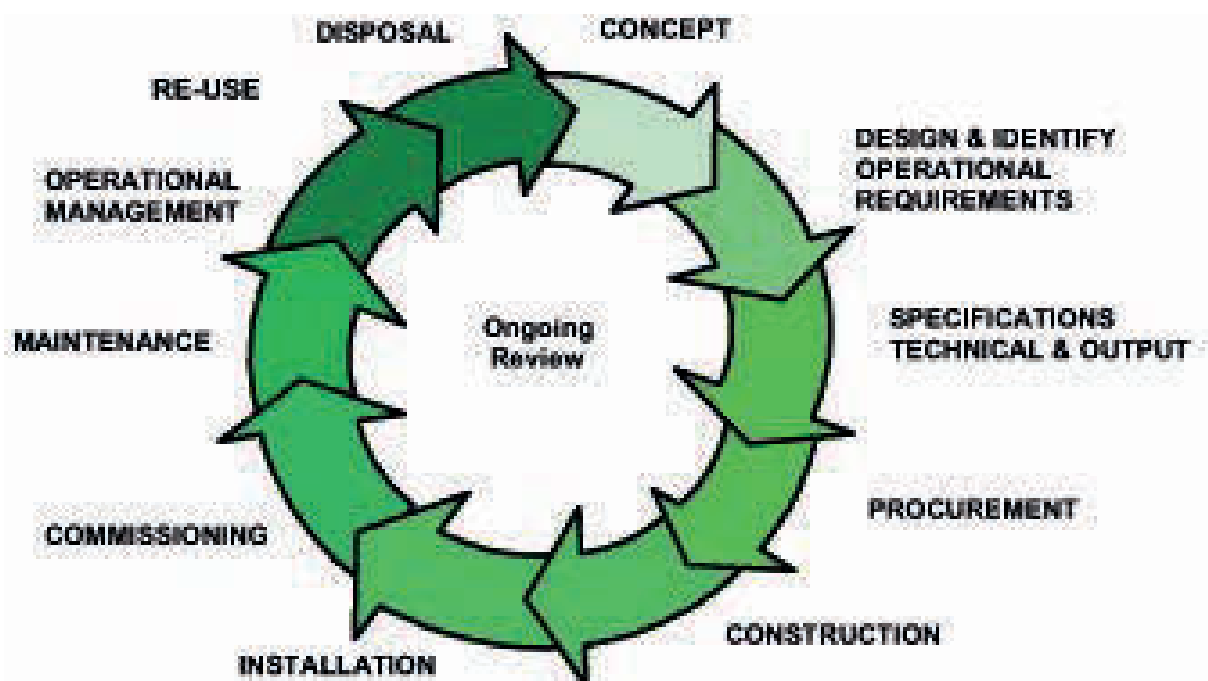 DISPOSAL
CONCEPT
RE-USE
DESIGN & IDENTIFY
OPERATIONAL
REQUIREMENTS
OPERATIONAL
MANAGEMENT
SPECIFICATIONS
TECHNICAL & OUTPUT
Ongoing
Review
MAINTENANCE
PROCUREMENT
COMMISSIONING
CONSTRUCTION
INSTALLATION